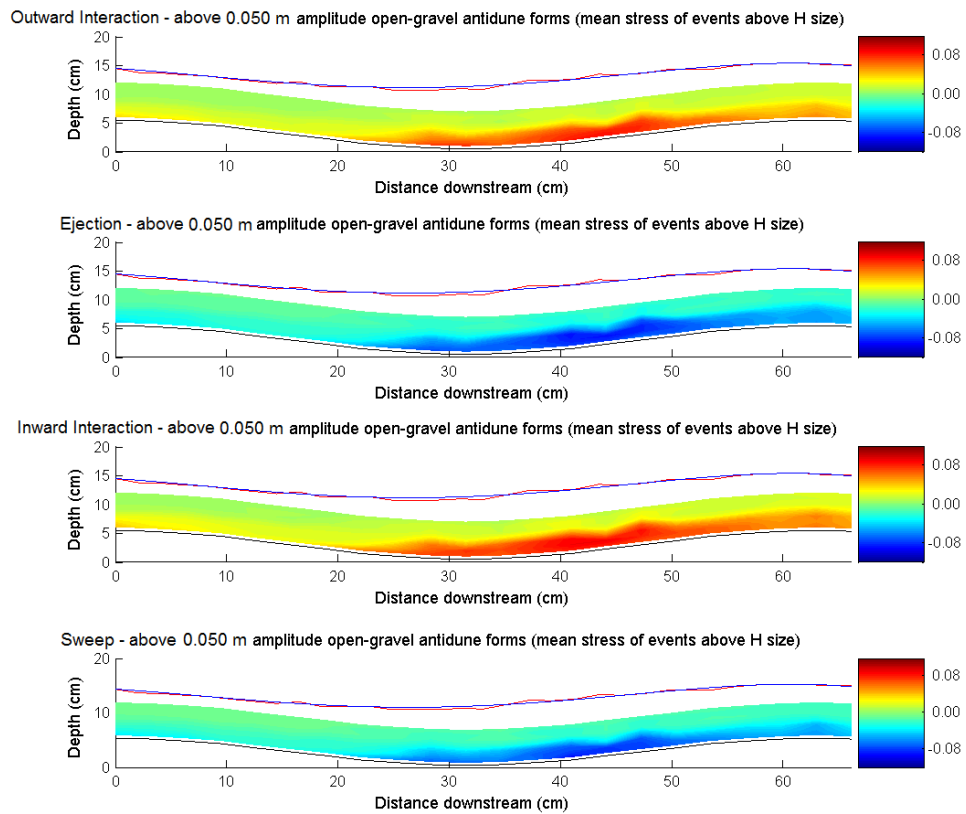 Outward Interaction - above 0.050 m amplitude open-gravel antidune forms (mean stress of events above H size)
20
15
10
5
0
Depth (cm)
0 10 20 30 40 50 60
Distance downstream (cm)
0.08
0.00
-0.08
Ejection - above 0.050 m amplitude open-gravel antidune forms (mean stress of events above H size)
20
15
10
5
0
Depth (cm)
0 10 20 30 40 50 60
Distance downstream (cm)
0.08
0.00
-0.08
Inward Interaction - above 0.050 m amplitude open-gravel antidune forms (mean stress of events above H size)
20
15
10
5
0
Depth (cm)
0 10 20 30 40 50 60
Distance downstream (cm)
0.08
0.00
-0.08
Sweep - above 0.050 m amplitude open-gravel antidune forms (mean stress of events above H size)
20
10
0
Depth (cm)
0 10 20 30 40 50 60
Distance downstream (cm)
0.08
0.00
-0.08